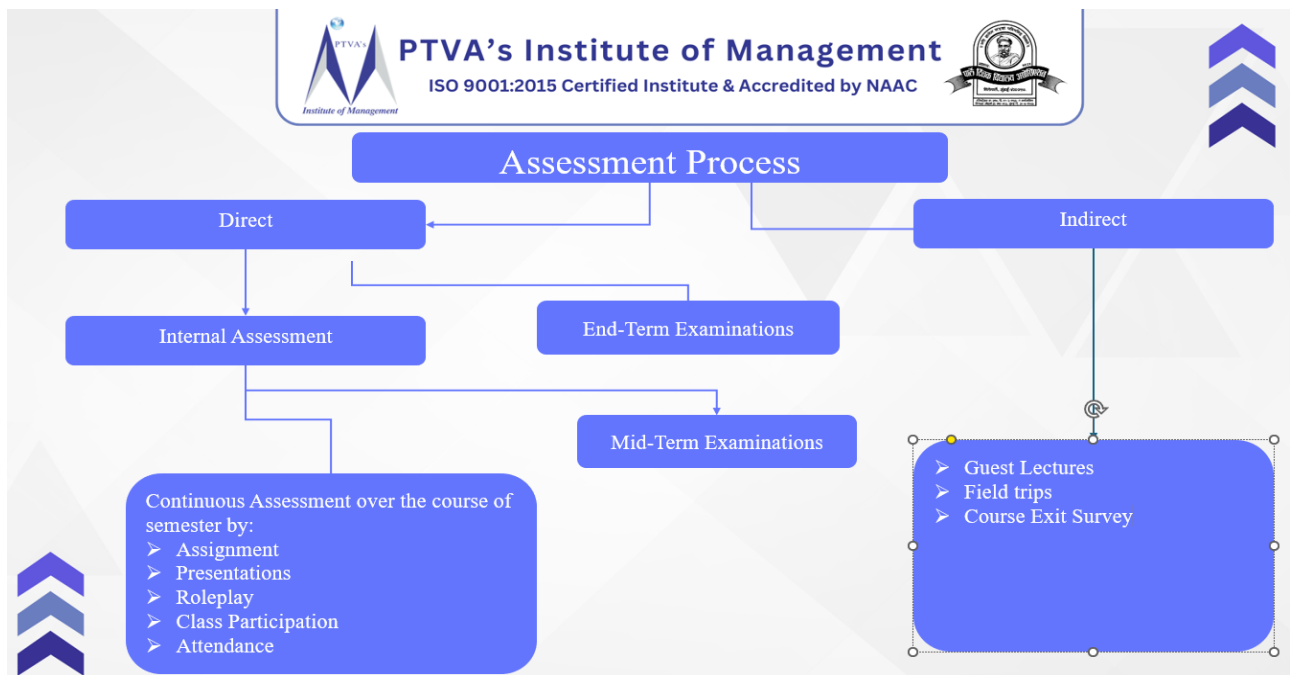 PTVA's
Institute of Management
PTVA's Institute of Management
ISO 9001:2015 Certified Institute & Accredited by NAAC
Assessment Process
Direct
Indirect
Internal Assessment
End-Term Examinations
Mid-Term Examinations
Continuous Assessment over the course of
semester by:
➢ Assignment
➢ Presentations
➢ Roleplay
➢ Class Participation
➢ Attendance
➢ Guest Lectures
➢ Field trips
➢ Course Exit Survey